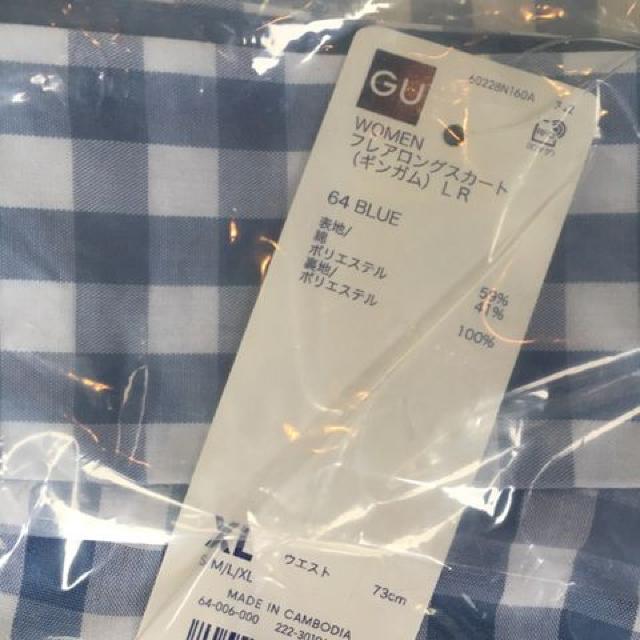 GU
60228N160A
WOMEN
フレアロングスカート
(ギンガム) L R
64 BLUE
表地/
綿
ポリエステル
41%
裏地/
ポリエステル
100%
XL
S/M/L/XL
ウエスト
73cm
MADE IN CAMBODIA
64-006-000